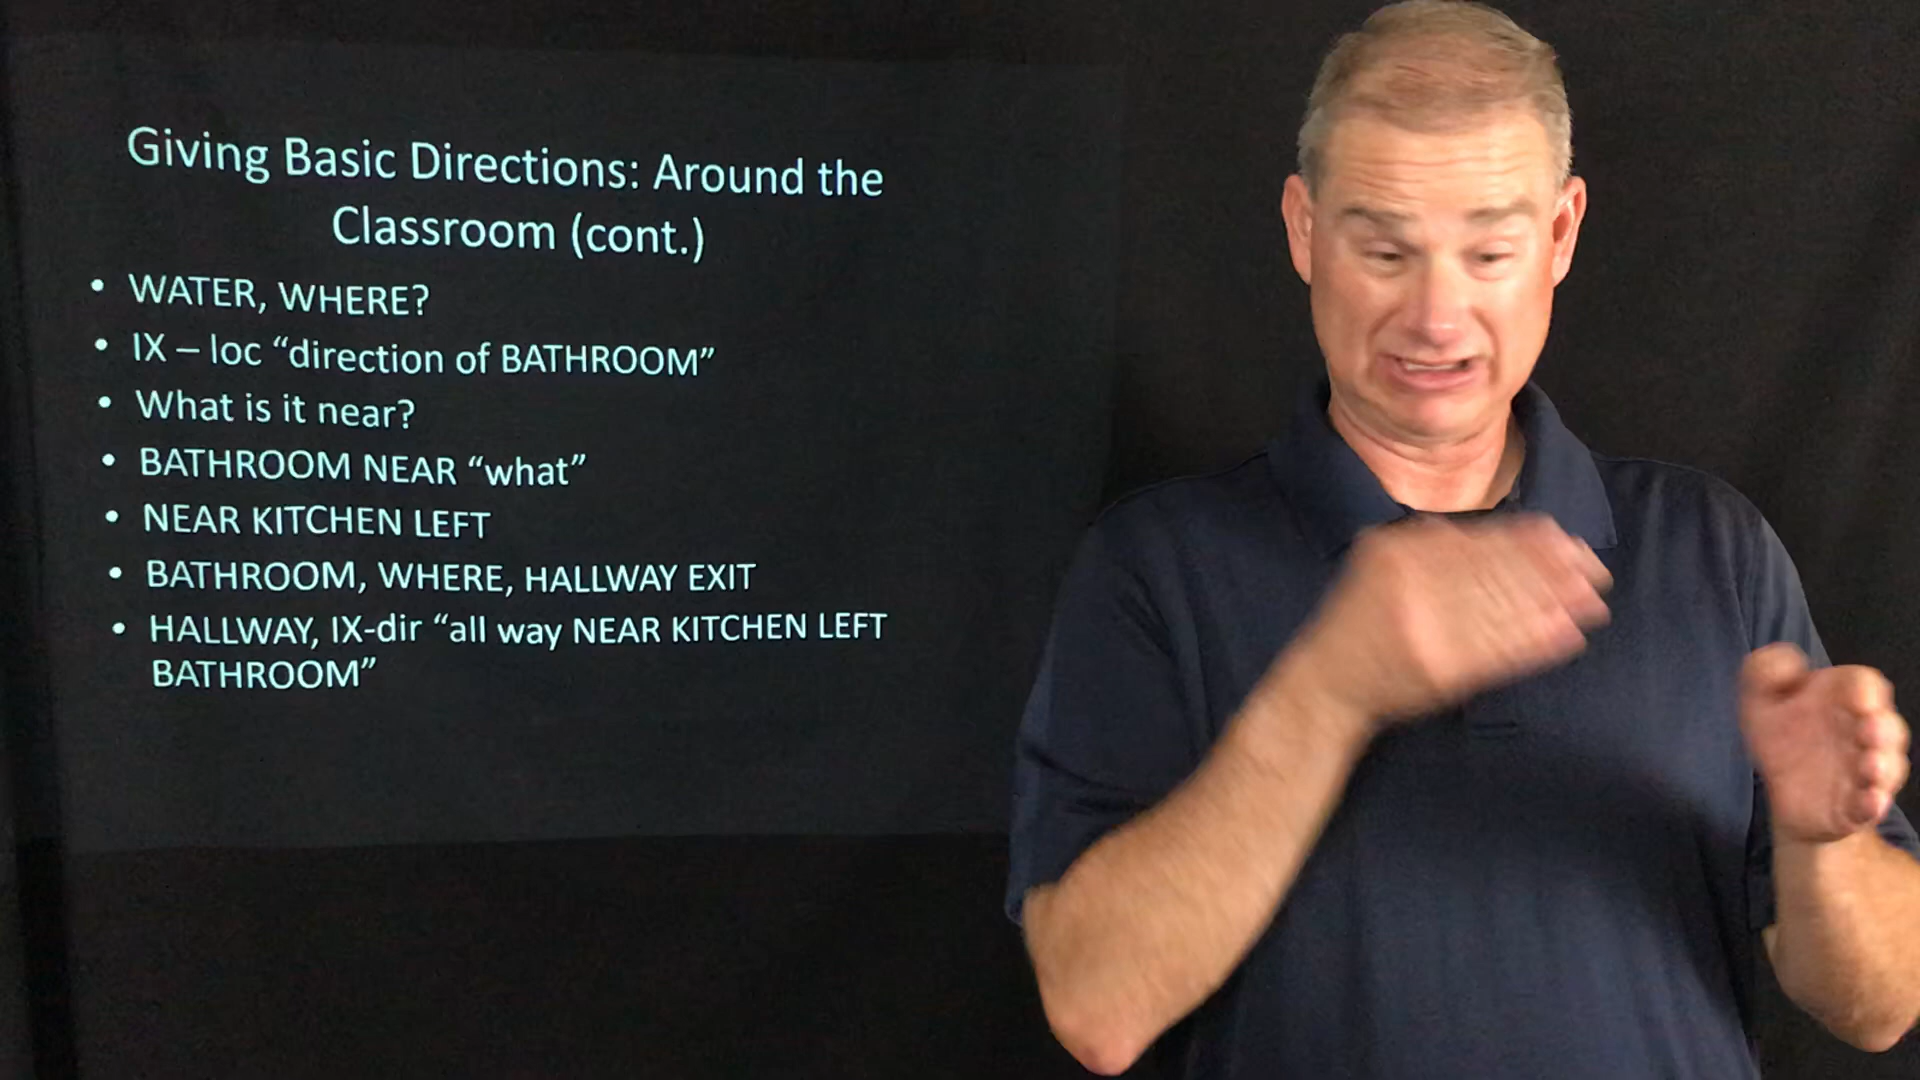 Giving Basic Directions: Around the
Classroom (cont.)
• WATER, WHERE?
• IX – loc “direction of BATHROOM”
• What is it near?
• BATHROOM NEAR “what”
• NEAR KITCHEN LEFT
• BATHROOM, WHERE, HALLWAY EXIT
• HALLWAY, IX-dir “all way NEAR KITCHEN LEFT
BATHROOM”